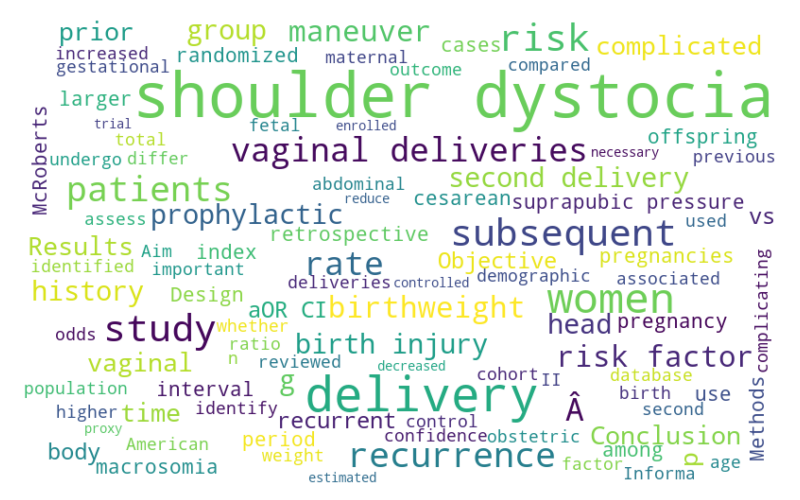 prior
group
maneuver
cases
risk
complicated
increased
randomized
maternal
gestational
outcome
compared
larger
shoulder dystocia
trial
fetal
enrolled
total
vaginal deliveries
necessary
offspring
McRoberts
undergo
differ
previous
patients
abdominal
second delivery
reduce
cesarean
suprapubic pressure
assess
prophylactic
used
vs
retrospective
subsequent
Results
Aim
index
rate
Objective
pregnancies
identified
important
deliveries
controlled
demographic
associated
history
Design
aOR CI
birthweight
women
complicating
odds
study
whether
head
pregnancy
ratio
birth injury
n
reviewed
vaginal
decreased
risk factor
population
interval
g
delivery
cohort
II
database
birth
use
Methods
higher
time
identify
recurrent
control
Â
second
proxy
American
period
confidence
obstetric
Conclusion
body
weight
recurrence
among
p
macrosomia
factor
age
estimated
Informa